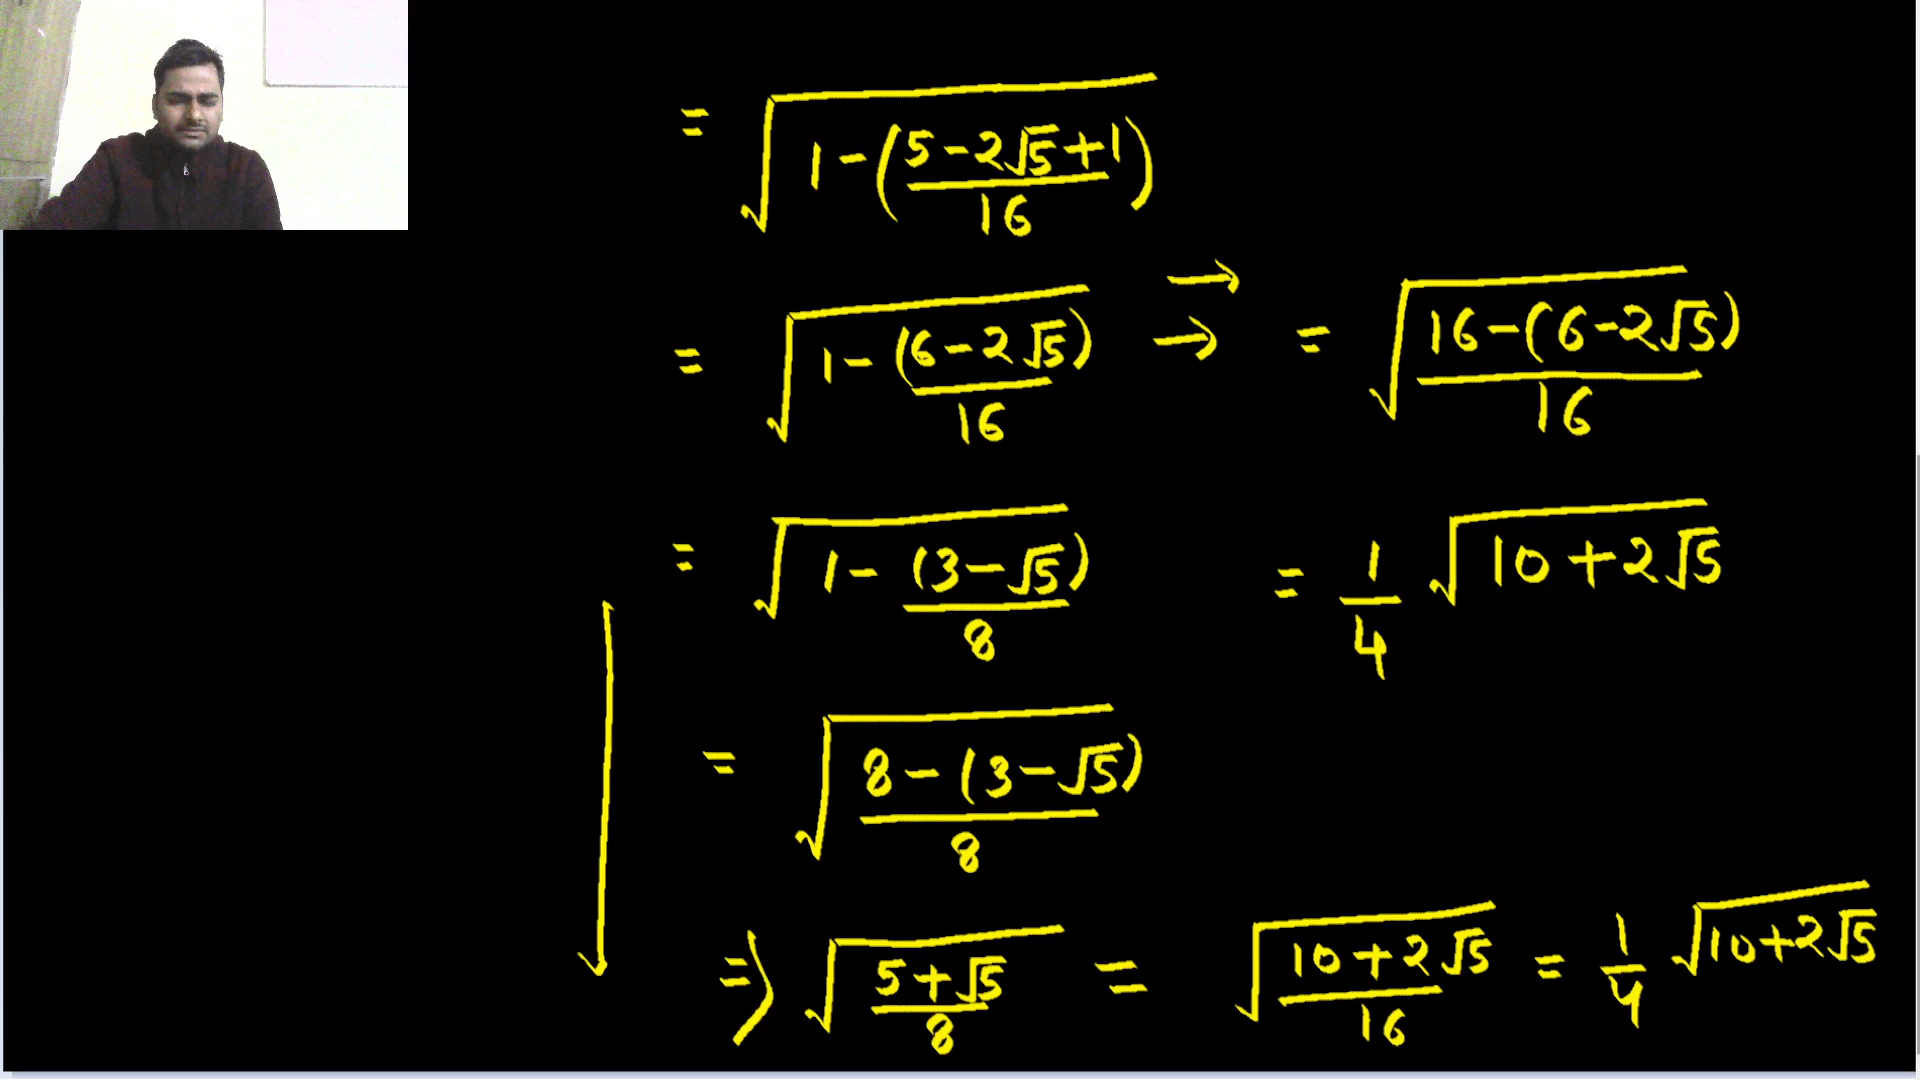 = √(1 - ((5 - 2√5 + 1)/16))
= √(1 - (6 - 2√5)/16) → → = √((16 - (6 - 2√5))/16)
= √(1 - (3 - √5)/8) = 1/4 √(10 + 2√5)
= √((8 - (3 - √5))/8)
⇒ √((5 + √5)/8) = √((10 + 2√5)/16) = 1/4 √(10 + 2√5)